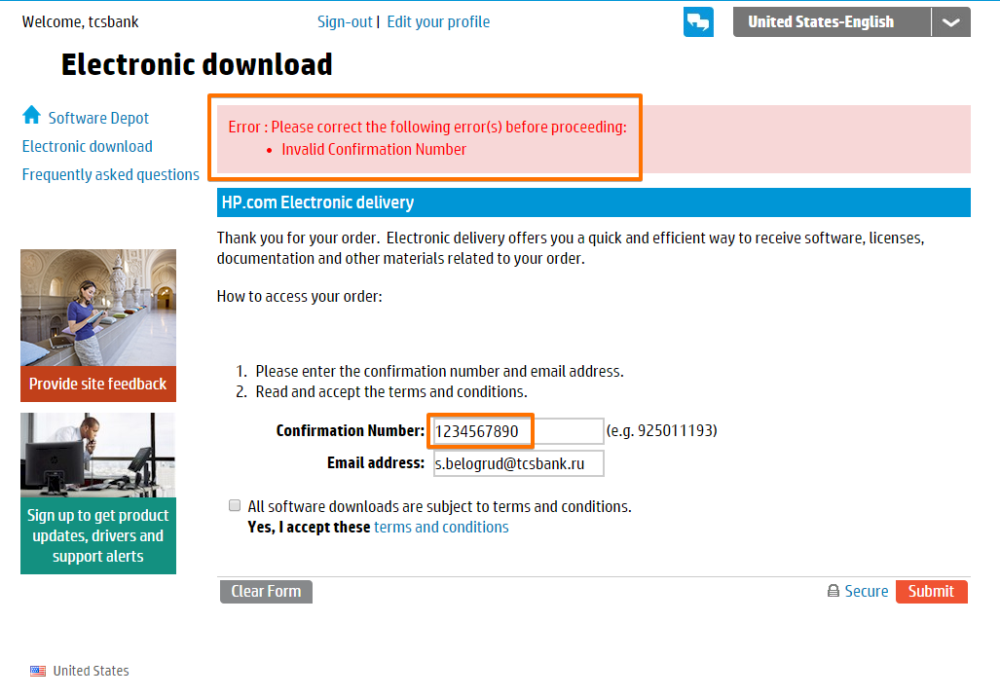 Welcome, tcsbank
Sign-out | Edit your profile
United States-English
Electronic download
Software Depot
Electronic download
Frequently asked questions
Error : Please correct the following error(s) before proceeding:
• Invalid Confirmation Number
HP.com Electronic delivery
Thank you for your order. Electronic delivery offers you a quick and efficient way to receive software, licenses,
documentation and other materials related to your order.
How to access your order:
1. Please enter the confirmation number and email address.
2. Read and accept the terms and conditions.
Confirmation Number: 1234567890 (e.g. 925011193)
Email address: s.belogrud@tcsbank.ru
All software downloads are subject to terms and conditions.
Yes, I accept these terms and conditions
Provide site feedback
Sign up to get product
updates, drivers and
support alerts
Clear Form
Secure
Submit
United States